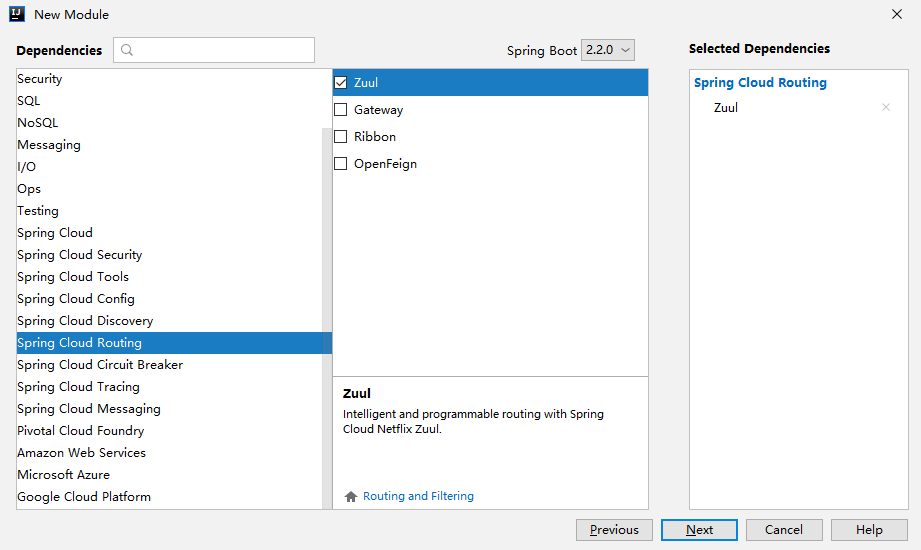 New Module
Dependencies
Spring Boot 2.2.0
Selected Dependencies
Security
SQL
NoSQL
Messaging
I/O
Ops
Testing
Spring Cloud
Spring Cloud Security
Spring Cloud Tools
Spring Cloud Config
Spring Cloud Discovery
Spring Cloud Routing
Spring Cloud Circuit Breaker
Spring Cloud Tracing
Spring Cloud Messaging
Pivotal Cloud Foundry
Amazon Web Services
Microsoft Azure
Google Cloud Platform
Zuul
Gateway
Ribbon
OpenFeign
Zuul
Intelligent and programmable routing with Spring
Cloud Netflix Zuul.
Routing and Filtering
Spring Cloud Routing
Zuul
Previous
Next
Cancel
Help